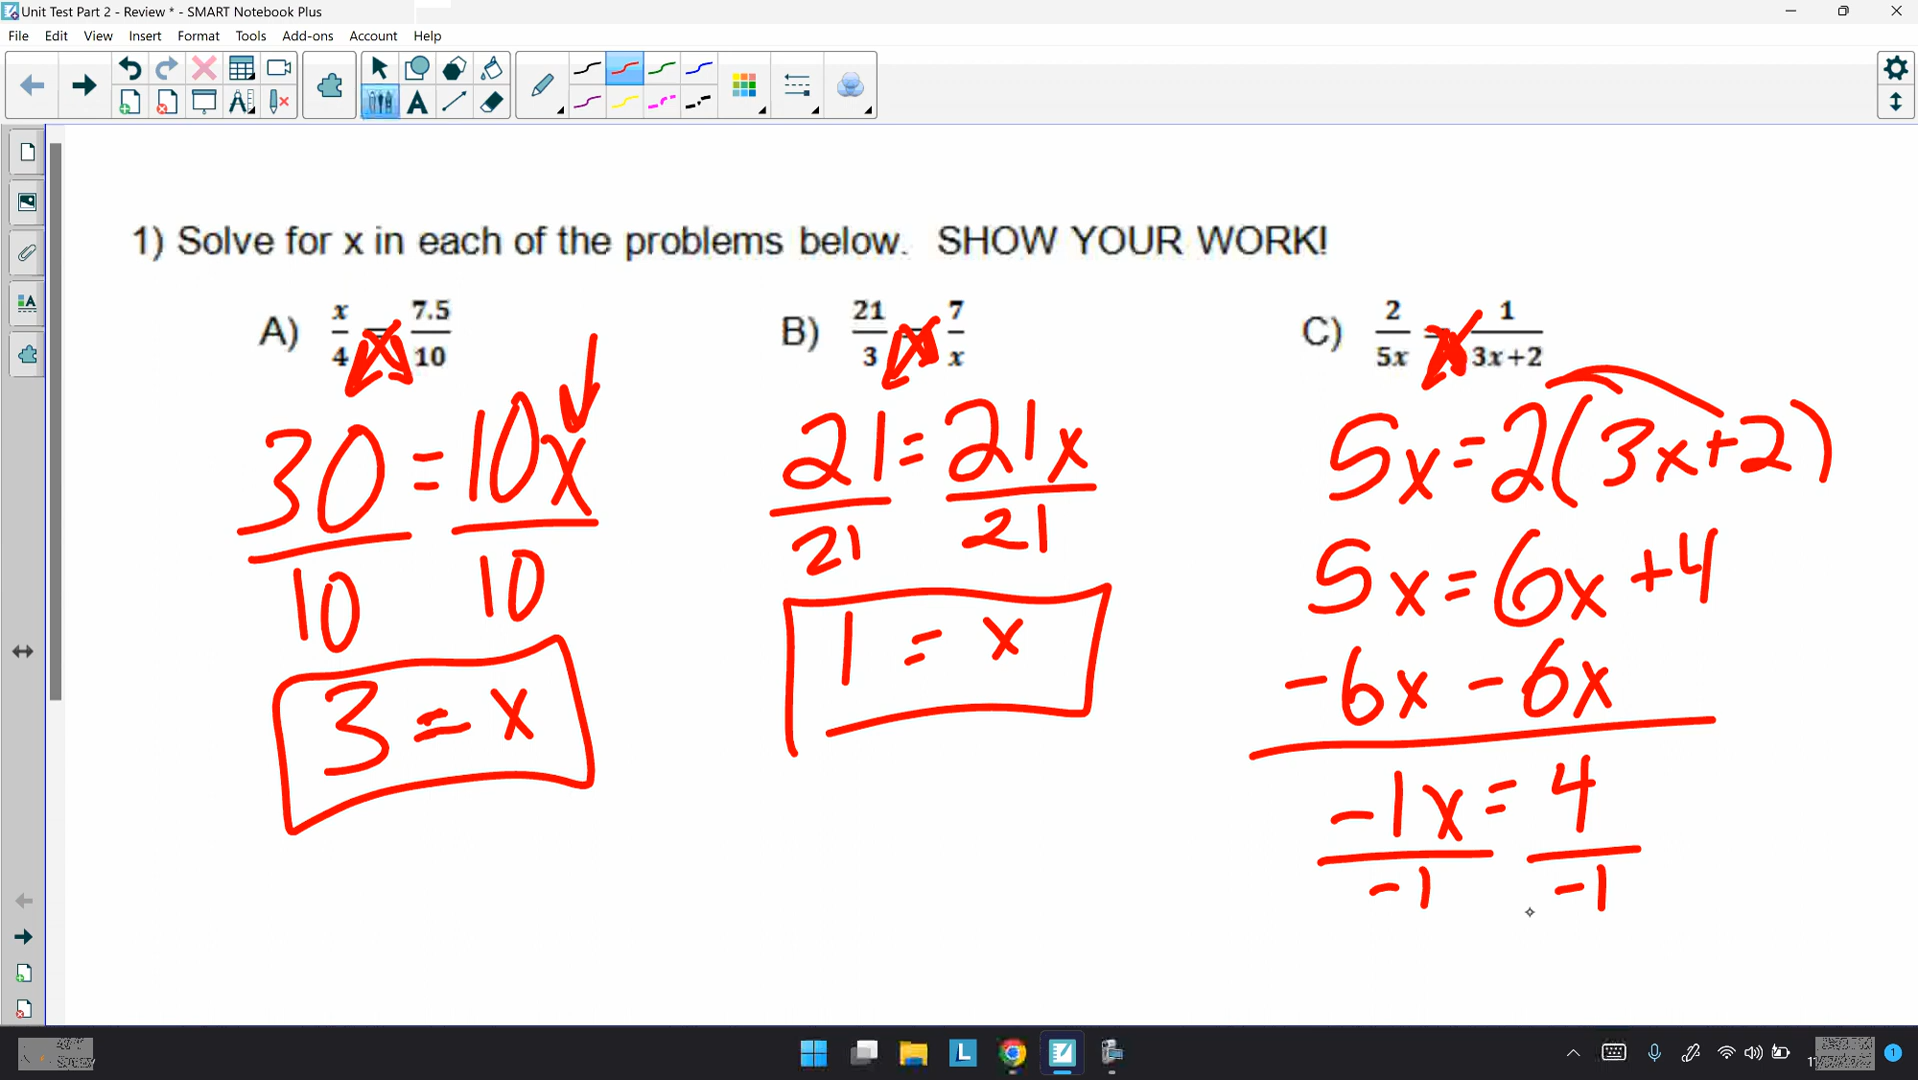 Unit Test Part 2 - Review * - SMART Notebook Plus
File Edit View Insert Format Tools Add-ons Account Help
1) Solve for x in each of the problems below. SHOW YOUR WORK!
A) x/4 = 7.5/10
30 = 10x
10 10
3 = x
B) 21/3 = 7/x
21 = 21x
21 21
1 = x
C) 2/5x = 1/3x+2
5x = 2(3x+2)
5x = 6x +4
-6x -6x
-1x = 4
-1 -1